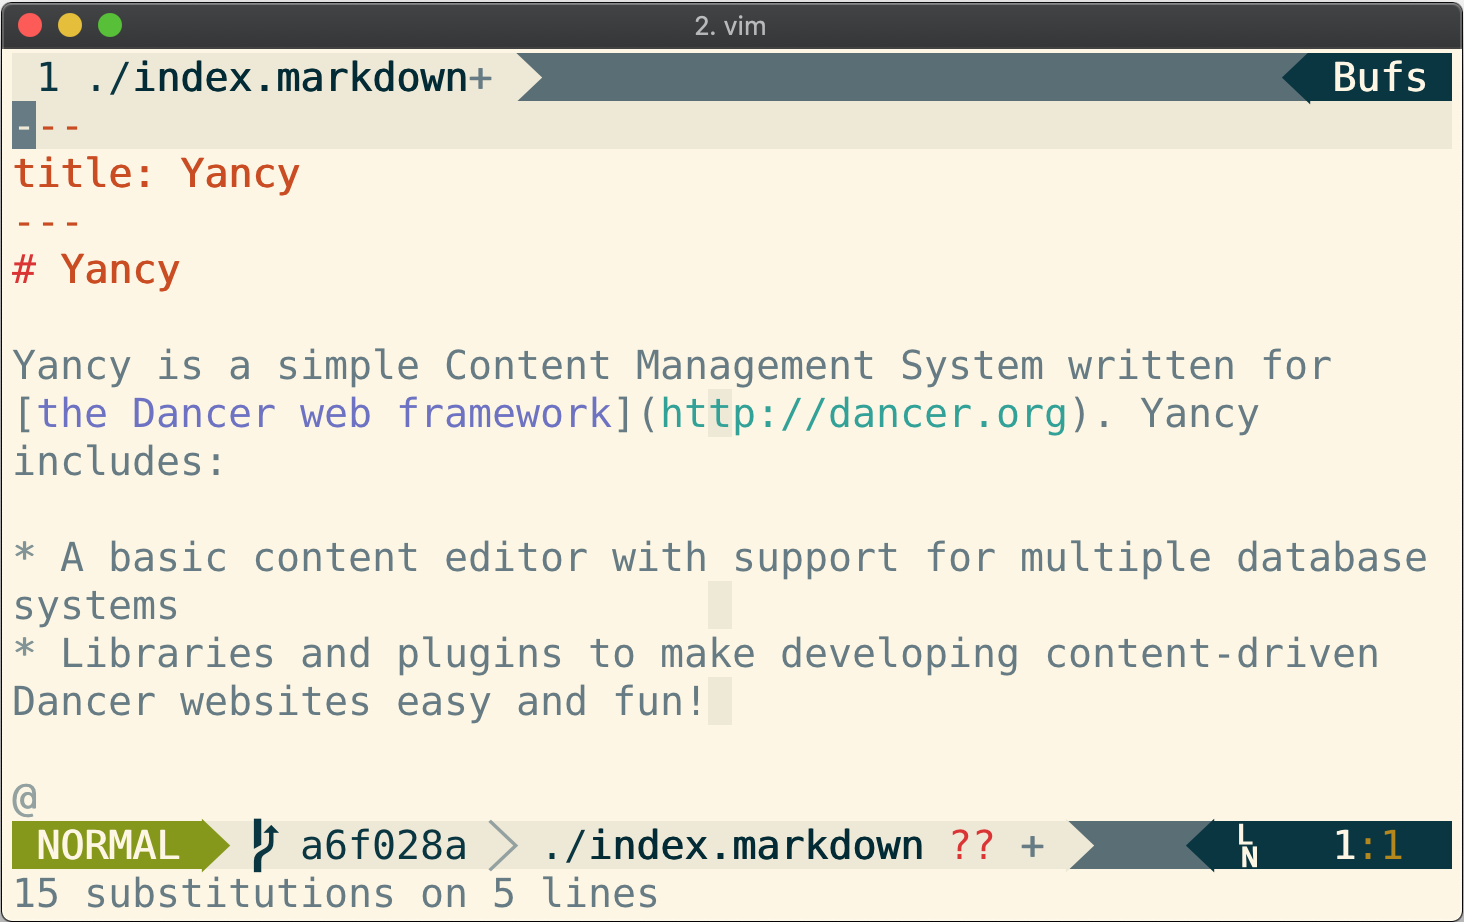 2. vim
1 ./index.markdown+ Bufs
---
title: Yancy
---
# Yancy
Yancy is a simple Content Management System written for
[the Dancer web framework](http://dancer.org). Yancy
includes:
* A basic content editor with support for multiple database
systems
* Libraries and plugins to make developing content-driven
Dancer websites easy and fun!
@
NORMAL a6f028a ./index.markdown ?? + LN 1:1
15 substitutions on 5 lines